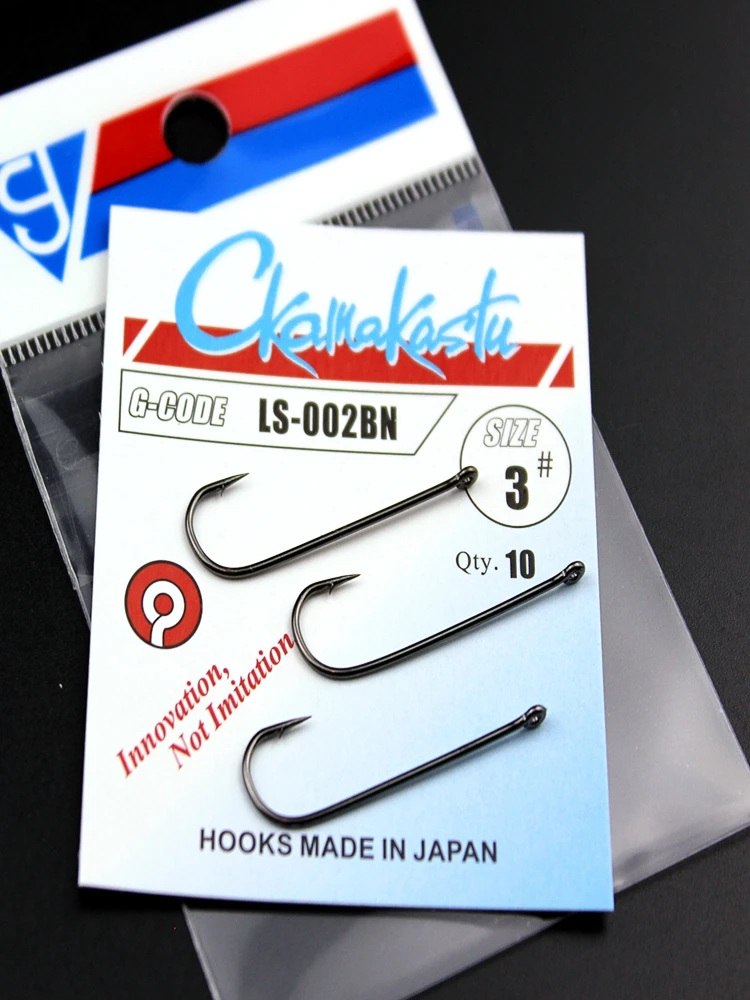 Ckamakastu
G-CODE LS-002BN
SIZE
3#
Qty. 10
Innovation,
Not Imitation
HOOKS MADE IN JAPAN